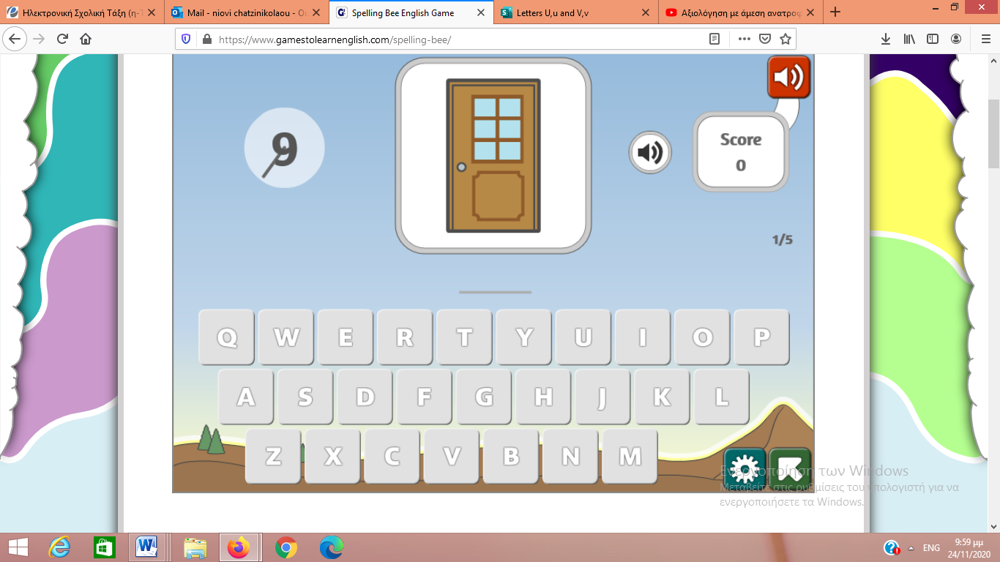 Ηλεκτρονική Σχολική Τάξη (η-Τ
Mail - niovi chatzinikolaou - Ou
Spelling Bee English Game
Letters U,u and V,v
Αξιολόγηση με άμεση ανατροφ
https://www.gamestolearnenglish.com/spelling-bee/
9
Score
0
1/5
Q W E R T Y U I O P
A S D F G H J K L
Z X C V B N M
Ενεργοποίηση των Windows
Μεταβείτε στις ρυθμίσεις του υπολογιστή για να
ενεργοποιήσετε τα Windows.
ENG
9:59 μμ
24/11/2020